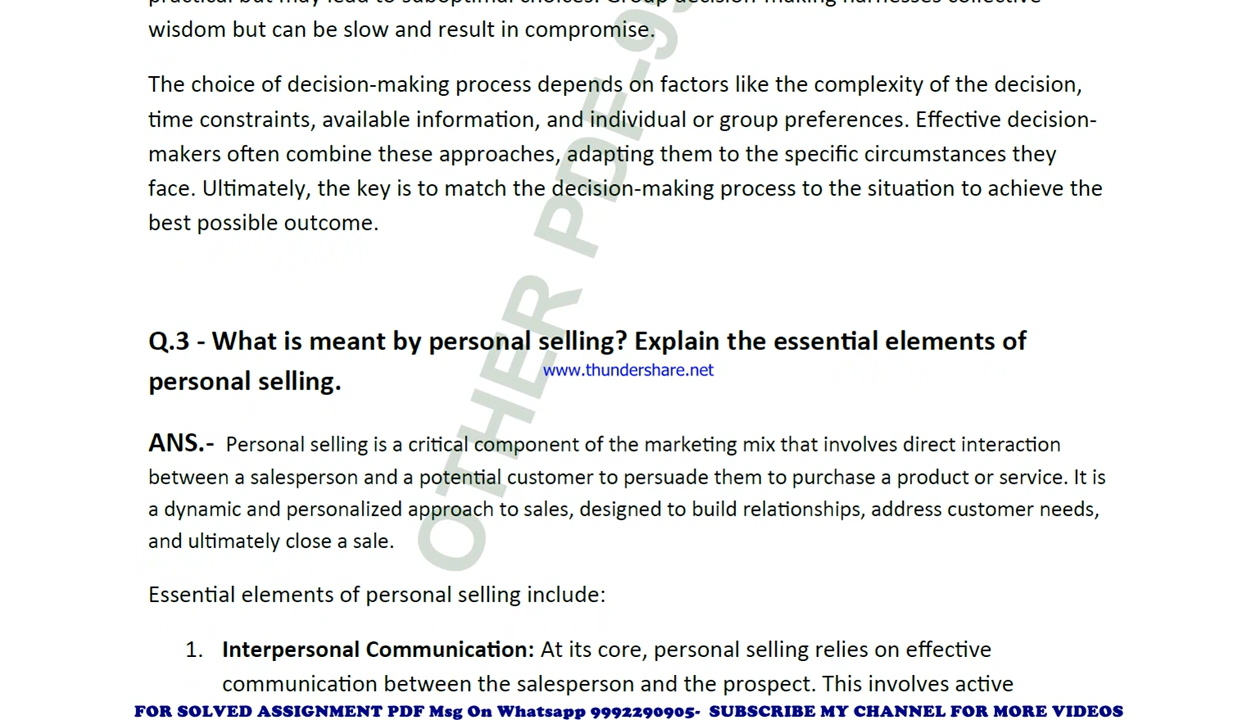 wisdom but can be slow and result in compromise.
The choice of decision-making process depends on factors like the complexity of the decision,
time constraints, available information, and individual or group preferences. Effective decision-
makers often combine these approaches, adapting them to the specific circumstances they
face. Ultimately, the key is to match the decision-making process to the situation to achieve the
best possible outcome.
Q.3 - What is meant by personal selling? Explain the essential elements of
www.thundershare.net
personal selling.
ANS.- Personal selling is a critical component of the marketing mix that involves direct interaction
between a salesperson and a potential customer to persuade them to purchase a product or service. It is
a dynamic and personalized approach to sales, designed to build relationships, address customer needs,
and ultimately close a sale.
Essential elements of personal selling include:
1. Interpersonal Communication: At its core, personal selling relies on effective
communication between the salesperson and the prospect. This involves active
FOR SOLVED ASSIGNMENT PDF Msg On Whatsapp 9992290905- SUBSCRIBE MY CHANNEL FOR MORE VIDEOS
OTHER PDF-9